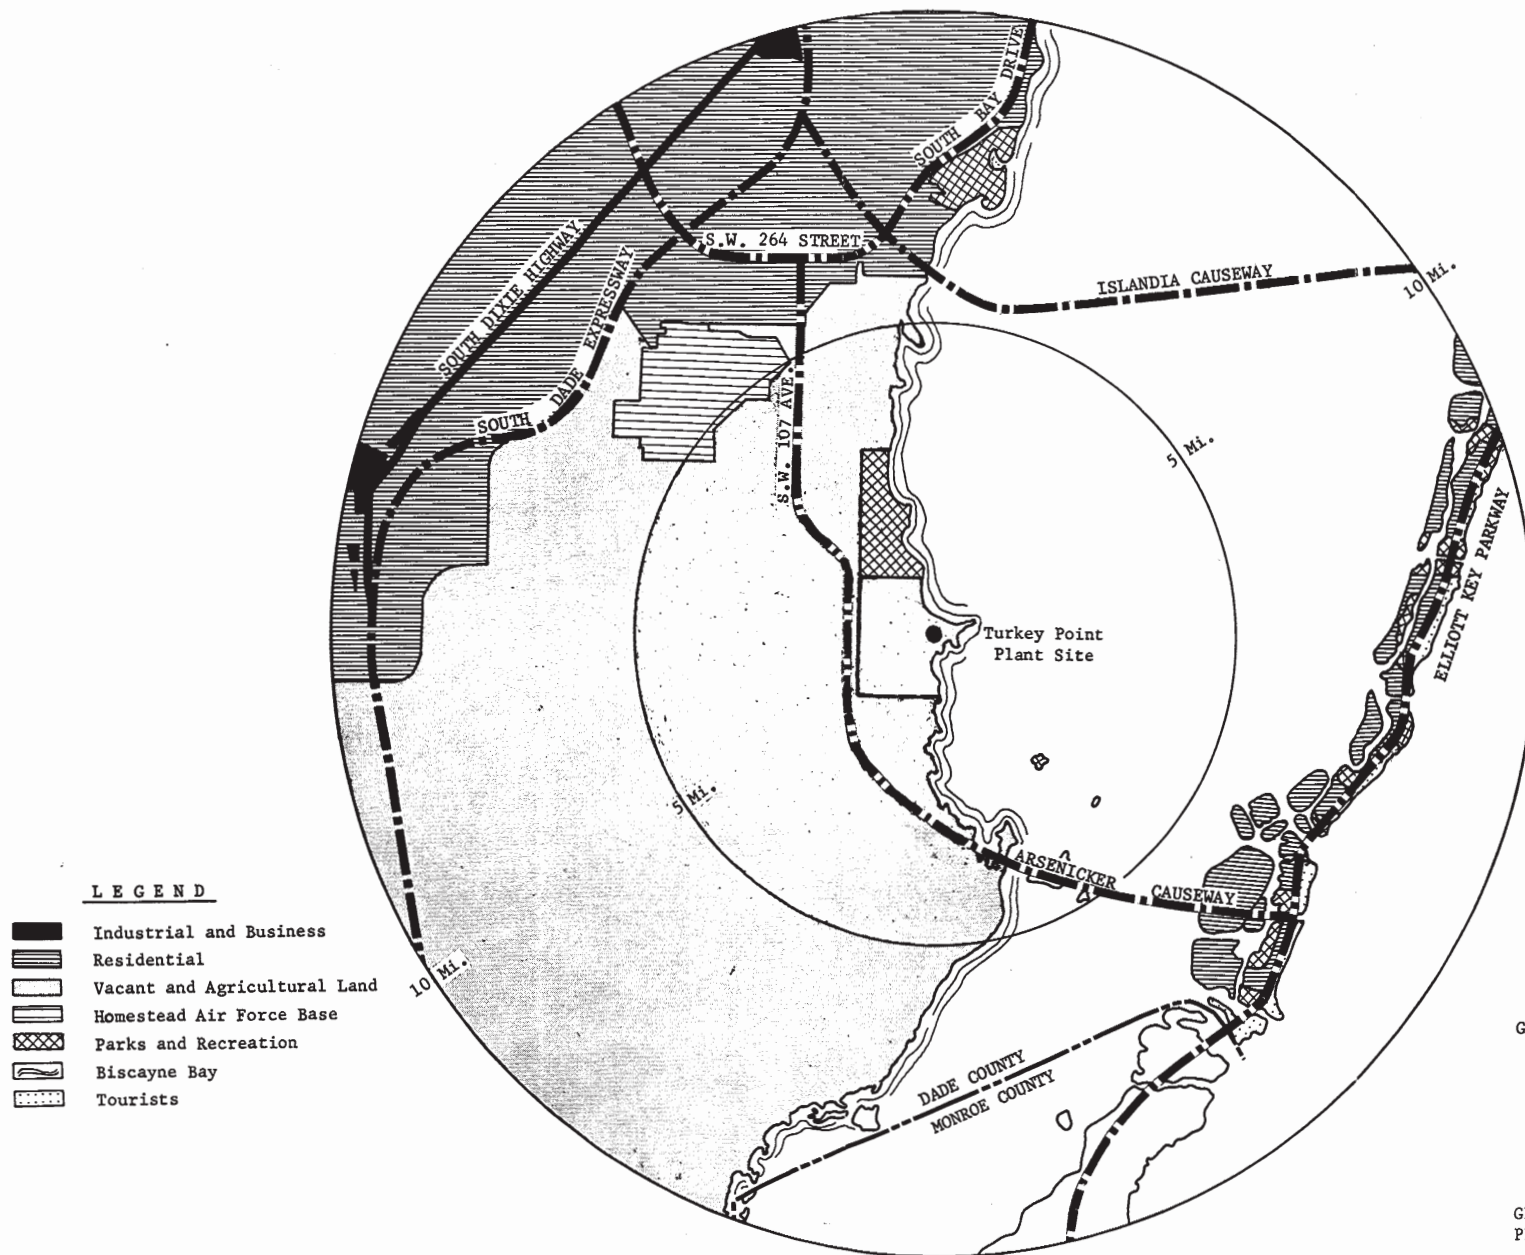 SOUTH BAY DRIVE
S.W. 264 STREET
SOUTH DIXIE HIGHWAY
SOUTH DADE EXPRESSWAY
ISLANDIA CAUSEWAY
10 Mi.
S.W. 107 AVE.
5 Mi.
ELLIOTT KEY PARKWAY
Turkey Point
Plant Site
5 Mi.
ARSENICKER CAUSEWAY
10 Mi.
DADE COUNTY
MONROE COUNTY
LEGEND
Industrial and Business
Residential
Vacant and Agricultural Land
Homestead Air Force Base
Parks and Recreation
Biscayne Bay
Tourists
G
G
P